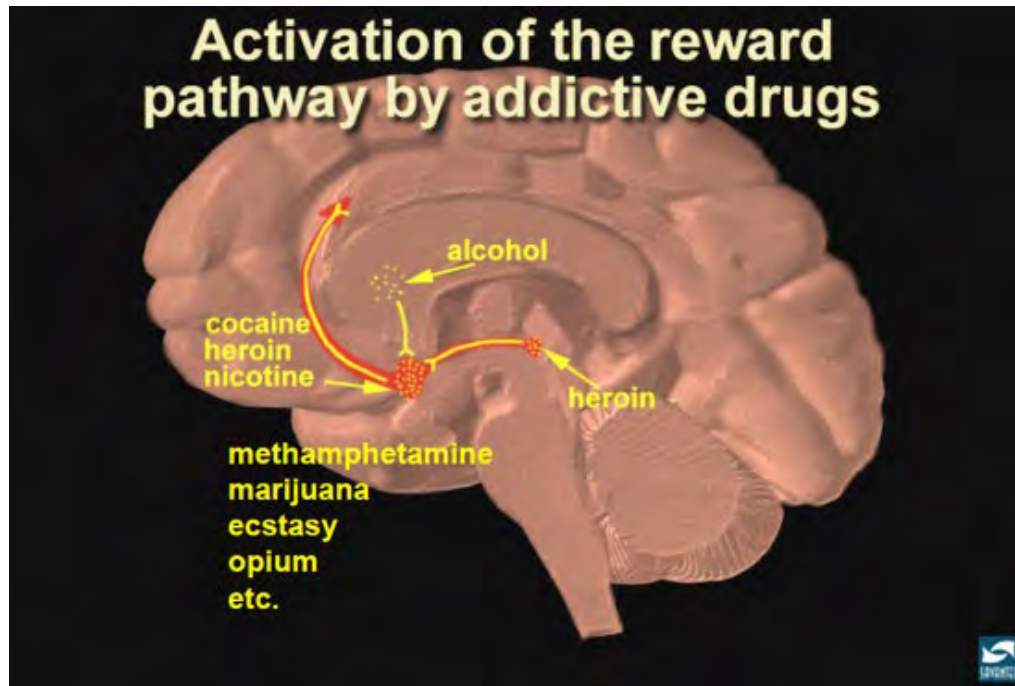 Activation of the reward
pathway by addictive drugs
alcohol
cocaine
heroin
nicotine
heroin
methamphetamine
marijuana
ecstasy
opium
etc.